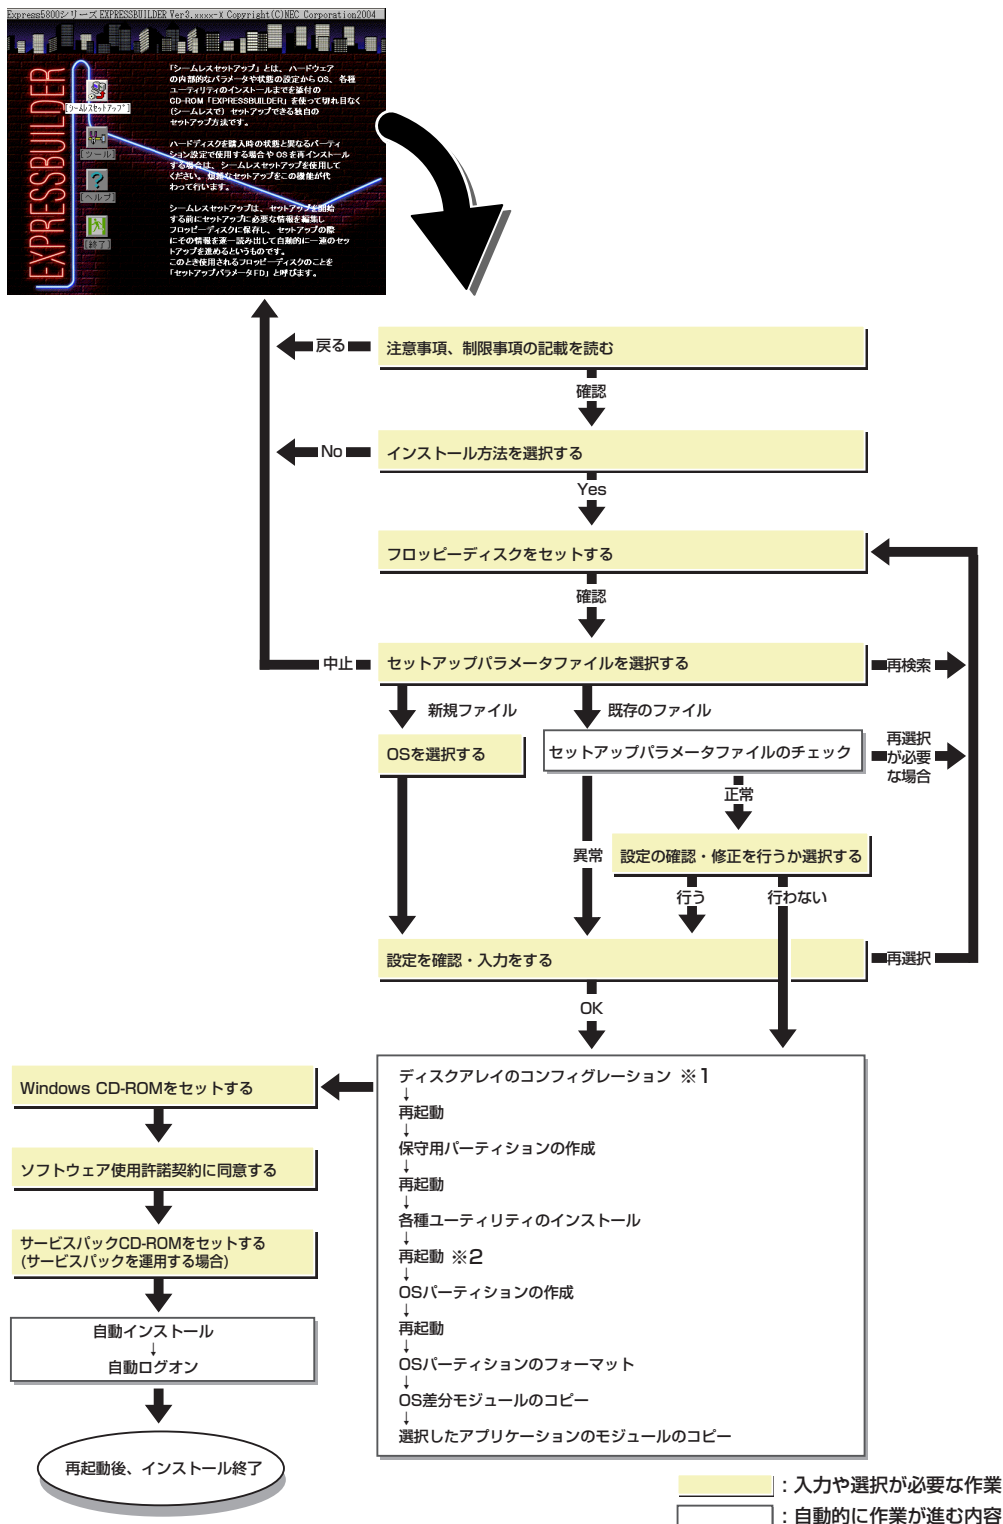 Express5800シリーズ EXPRESSBUILDER Ver3.xxxx-x Copyright(C)NEC Corporation2004
EXPRESSBUILDER
[シームレスセットアップ]
[ツール]
[ヘルプ]
[終了]
「シームレスセットアップ」とは、ハードウェア
の内部的なパラメータや状態の設定からOS、各種
ユーティリティのインストールまでを添付の
CD-ROM「EXPRESSBUILDER」を使って切れ目なく
(シームレスで) セットアップできる独自の
セットアップ方法です。
ハードディスクを購入時の状態と異なるパーティ
ション設定で使用する場合やOSを再インストール
する場合は、シームレスセットアップを使用して
ください。煩雑なセットアップをこの機能が代
わって行います。
シームレスセットアップは、セットアップを開始
する前にセットアップに必要な情報を編集し
フロッピーディスクに保存し、セットアップの際
にその情報を逐一読み出して自動的に一連のセッ
トアップを進めるというものです。
このとき使用されるフロッピーディスクのことを
「セットアップパラメータFD」と呼びます。
戻る
注意事項、制限事項の記載を読む
確認
No
インストール方法を選択する
Yes
フロッピーディスクをセットする
確認
中止
セットアップパラメータファイルを選択する
再検索
新規ファイル
既存のファイル
OSを選択する
セットアップパラメータファイルのチェック
再選択
が必要
な場合
正常
異常
設定の確認・修正を行うか選択する
行う
行わない
設定を確認・入力をする
再選択
OK
ディスクアレイのコンフィグレーション ※1
↓
再起動
↓
保守用パーティションの作成
↓
再起動
↓
各種ユーティリティのインストール
↓
再起動 ※2
↓
OSパーティションの作成
↓
再起動
↓
OSパーティションのフォーマット
↓
OS差分モジュールのコピー
↓
選択したアプリケーションのモジュールのコピー
Windows CD-ROMをセットする
ソフトウェア使用許諾契約に同意する
サービスパックCD-ROMをセットする
(サービスパックを運用する場合)
自動インストール
↓
自動ログオン
再起動後、インストール終了
：入力や選択が必要な作業
：自動的に作業が進む内容